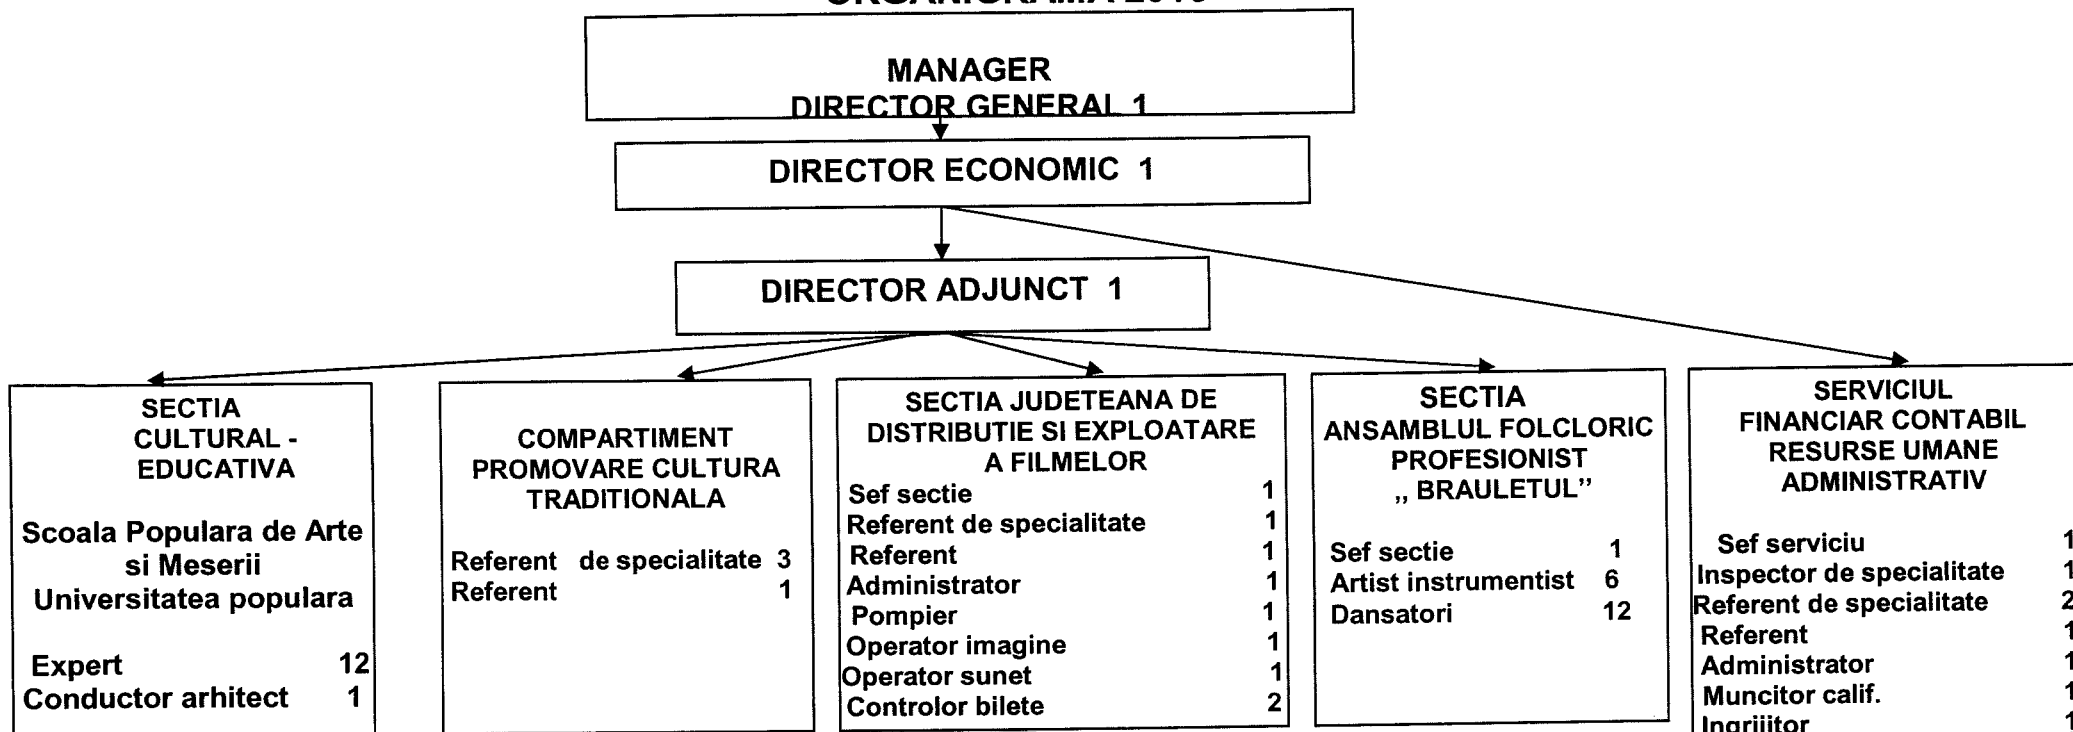 MANAGER
DIRECTOR GENERAL 1
DIRECTOR ECONOMIC 1
DIRECTOR ADJUNCT 1
SECTIA
CULTURAL -
EDUCATIVA
Scoala Populara de Arte
si Meserii
Universitatea populara
Expert 12
Conductor arhitect 1
COMPARTIMENT
PROMOVARE CULTURA
TRADITIONALA
Referent de specialitate 3
Referent 1
SECTIA JUDETEANA DE
DISTRIBUTIE SI EXPLOATARE
A FILMELOR
Sef sectie 1
Referent de specialitate 1
Referent 1
Administrator 1
Pompier 1
Operator imagine 1
Operator sunet 1
Controlor bilete 2
SECTIA
ANSAMBLUL FOLCLORIC
PROFESIONIST
,, BRAULETUL”
Sef sectie 1
Artist instrumentist 6
Dansatori 12
SERVICIUL
FINANCIAR CONTABIL
RESURSE UMANE
ADMINISTRATIV
Sef serviciu 1
Inspector de specialitate 1
Referent de specialitate 2
Referent 1
Administrator 1
Muncitor calif. 1
Ingrijitor 1